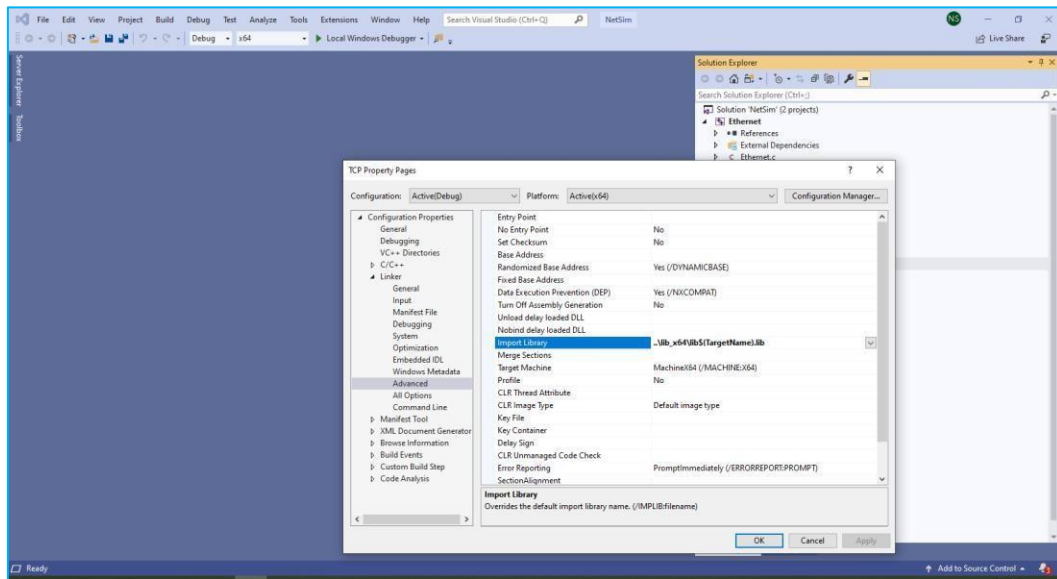 File Edit View Project Build Debug Test Analyze Tools Extensions Window Help Search Visual Studio (Ctrl+Q) NetSim NS
Debug x64 Local Windows Debugger Live Share
Server Explorer
Toolbox
Solution Explorer
Search Solution Explorer (Ctrl+;)
Solution 'NetSim' (2 projects)
Ethernet
References
External Dependencies
Ethernet.c
TCP Property Pages ? ×
Configuration: Active(Debug) Platform: Active(x64) Configuration Manager...
Configuration Properties
General
Debugging
VC++ Directories
C/C++
Linker
General
Input
Manifest File
Debugging
System
Optimization
Embedded IDL
Windows Metadata
Advanced
All Options
Command Line
Manifest Tool
XML Document Generator
Browse Information
Build Events
Custom Build Step
Code Analysis
Entry Point
No Entry Point No
Set Checksum No
Base Address
Randomized Base Address Yes (/DYNAMICBASE)
Fixed Base Address
Data Execution Prevention (DEP) Yes (/NXCOMPAT)
Turn Off Assembly Generation No
Unload delay loaded DLL
Nobind delay loaded DLL
Import Library ..\lib_x64\lib$(TargetName).lib
Merge Sections
Target Machine MachineX64 (/MACHINE:X64)
Profile No
CLR Thread Attribute
CLR Image Type Default image type
Key File
Key Container
Delay Sign
CLR Unmanaged Code Check
Error Reporting PromptImmediately (/ERRORREPORT:PROMPT)
SectionAlignment
Import Library
Overrides the default import library name. (/IMPLIB:filename)
OK Cancel Apply
Ready Add to Source Control